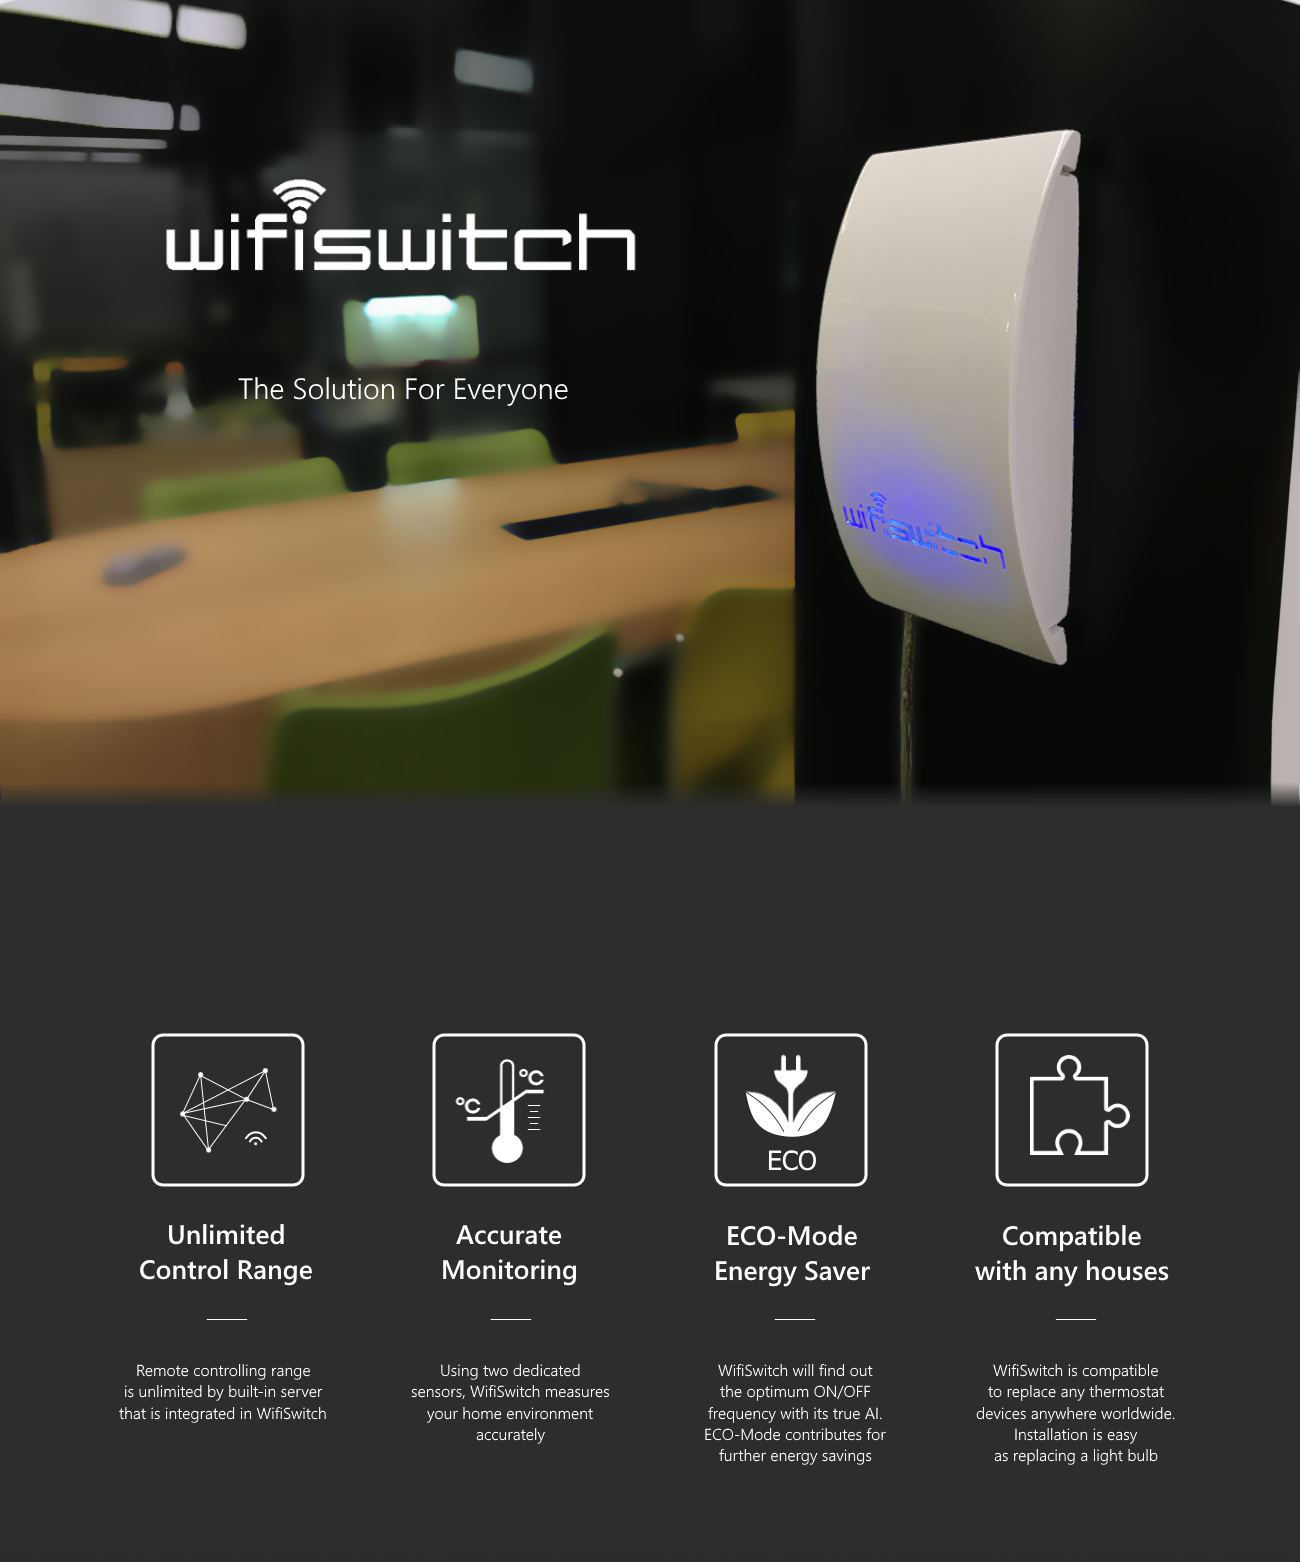 wifiswitch
The Solution For Everyone
wifiswitch
°C
°C
ECO
Unlimited
Control Range
Remote controlling range
is unlimited by built-in server
that is integrated in WifiSwitch
Accurate
Monitoring
Using two dedicated
sensors, WifiSwitch measures
your home environment
accurately
ECO-Mode
Energy Saver
WifiSwitch will find out
the optimum ON/OFF
frequency with its true AI.
ECO-Mode contributes for
further energy savings
Compatible
with any houses
WifiSwitch is compatible
to replace any thermostat
devices anywhere worldwide.
Installation is easy
as replacing a light bulb